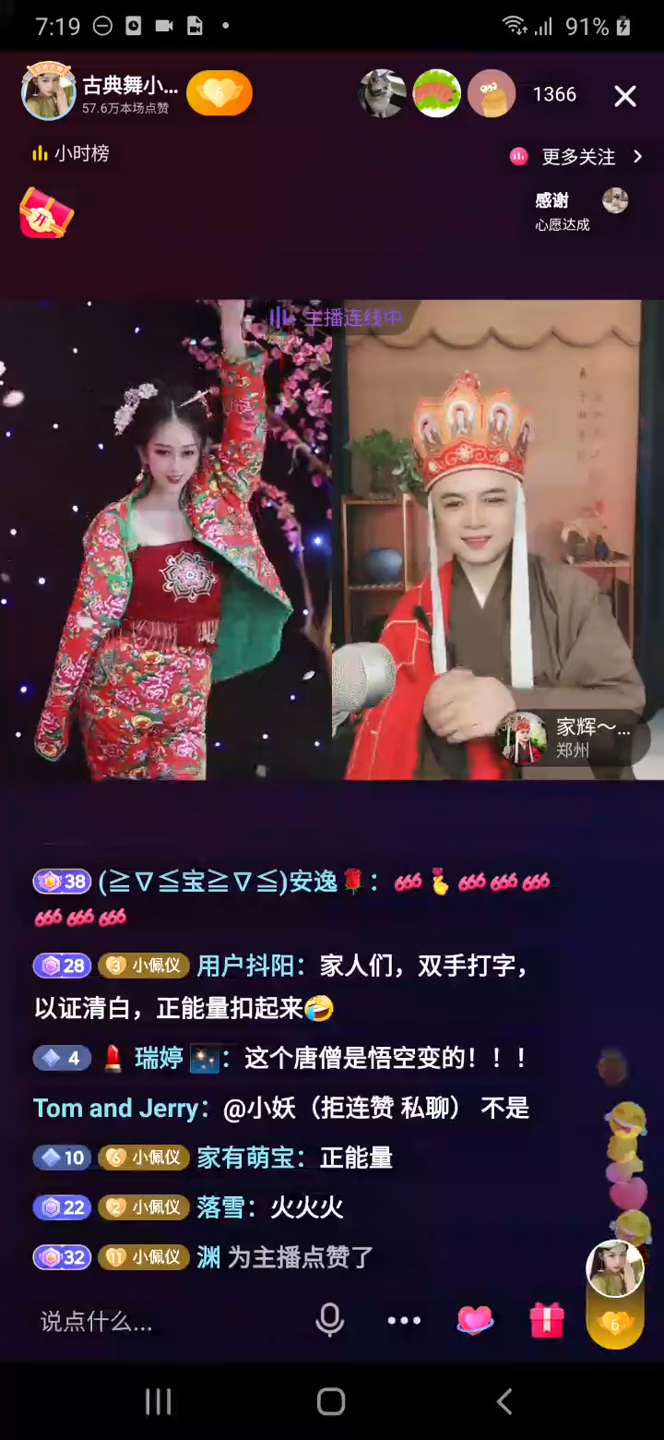 7:19
91%
古典舞小...
57.6万本场点赞
6
1366
小时榜
更多关注
开
感谢
心愿达成
主播连线中
家辉～...
郑州
38 (≧∇≦宝≧∇≦)安逸🌹：666 🫰 666 666 666
666 666 666
28 3 小佩仪 用户抖阳：家人们，双手打字，
以证清白，正能量扣起来🤣
4 💄 瑞婷 🎇：这个唐僧是悟空变的！！！
Tom and Jerry：@小妖（拒连赞 私聊） 不是
10 6 小佩仪 家有萌宝：正能量
22 2 小佩仪 落雪：火火火
32 11 小佩仪 渊 为主播点赞了
说点什么...
6